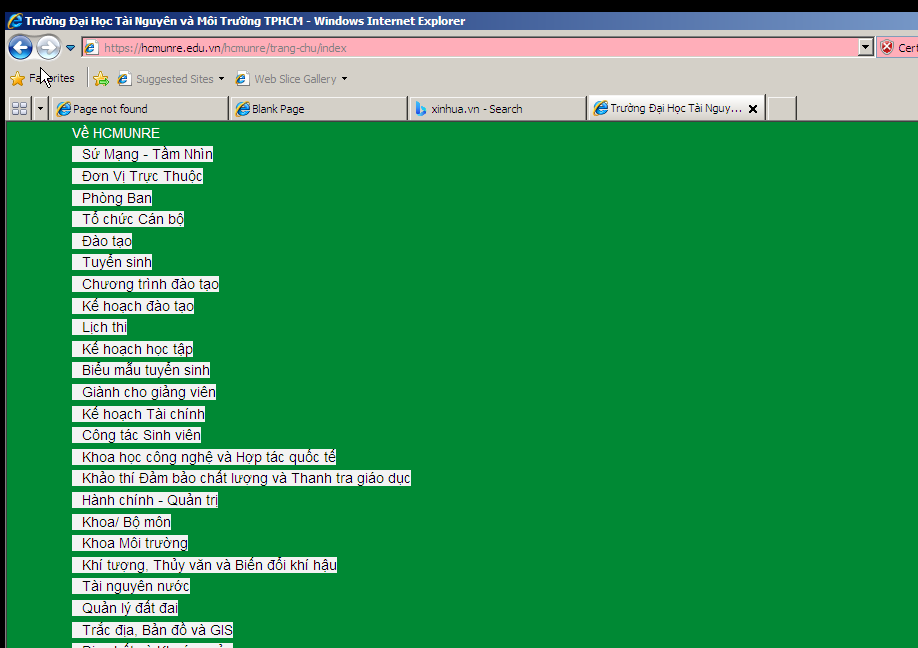 Trường Đại Học Tài Nguyên và Môi Trường TPHCM - Windows Internet Explorer
https://hcmunre.edu.vn/hcmunre/trang-chu/index
Cert
Favorites Suggested Sites Web Slice Gallery
Page not found Blank Page xinhua.vn - Search Trường Đại Học Tài Nguy...
Về HCMUNRE
Sứ Mạng - Tầm Nhìn
Đơn Vị Trực Thuộc
Phòng Ban
Tổ chức Cán bộ
Đào tạo
Tuyển sinh
Chương trình đào tạo
Kế hoạch đào tạo
Lịch thi
Kế hoạch học tập
Biểu mẫu tuyển sinh
Giành cho giảng viên
Kế hoạch Tài chính
Công tác Sinh viên
Khoa học công nghệ và Hợp tác quốc tế
Khảo thí Đảm bảo chất lượng và Thanh tra giáo dục
Hành chính - Quản trị
Khoa/ Bộ môn
Khoa Môi trường
Khí tượng, Thủy văn và Biến đổi khí hậu
Tài nguyên nước
Quản lý đất đai
Trắc địa, Bản đồ và GIS